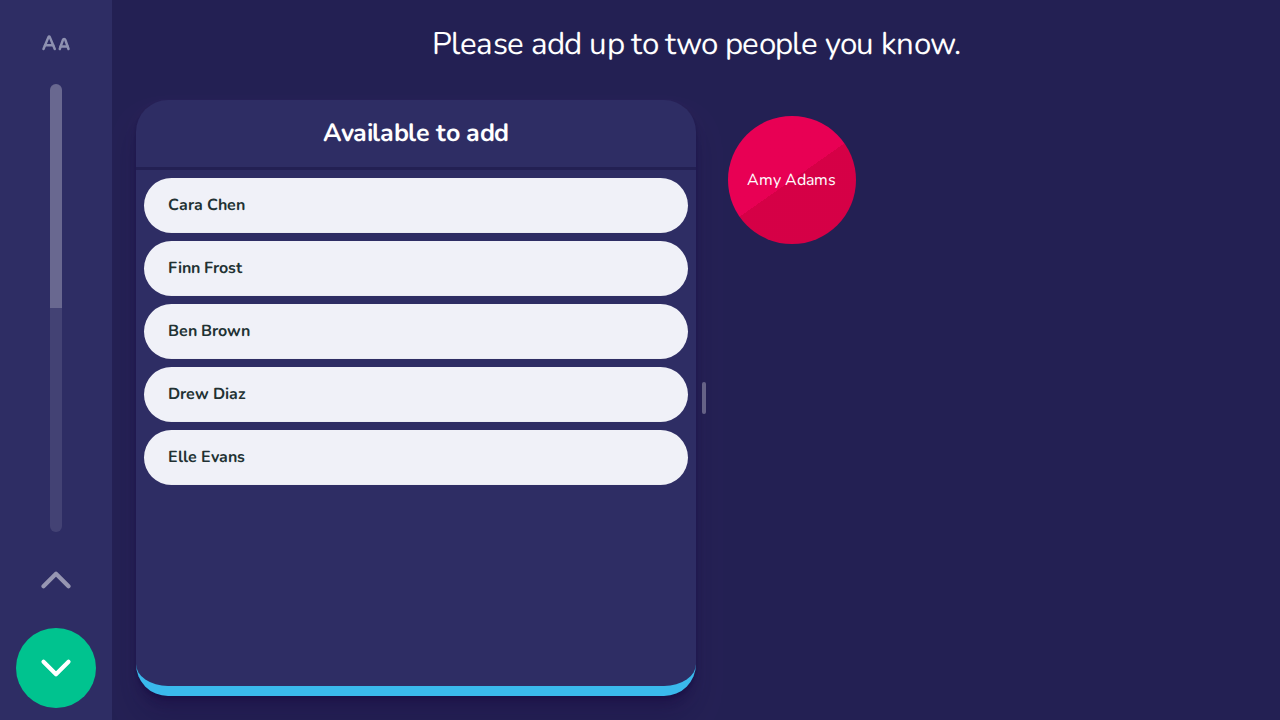 AA
Please add up to two people you know.
Available to add
Cara Chen
Finn Frost
Ben Brown
Drew Diaz
Elle Evans
Amy Adams